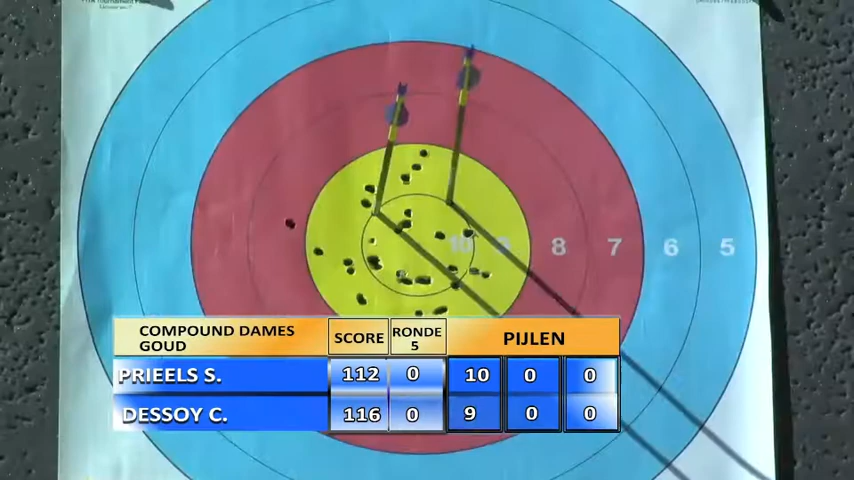 10 9 8 7 6 5
COMPOUND DAMES
GOUD
SCORE
RONDE
5
PIJLEN
PRIEELS S. 112 0 10 0 0
DESSOY C. 116 0 9 0 0